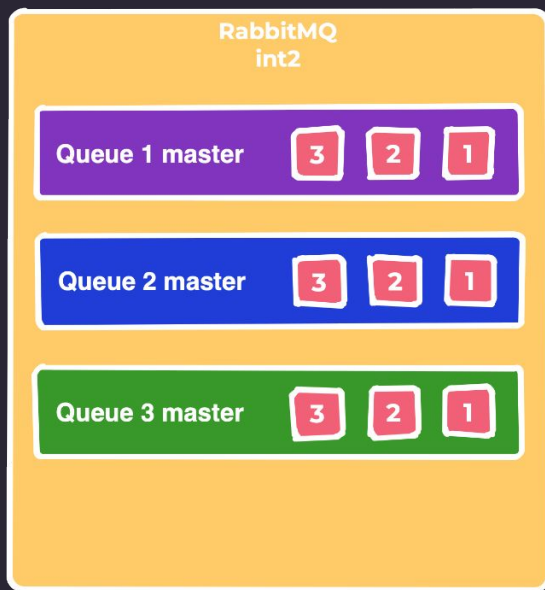 RabbitMQ
int2
Queue 1 master 3 2 1
Queue 2 master 3 2 1
Queue 3 master 3 2 1